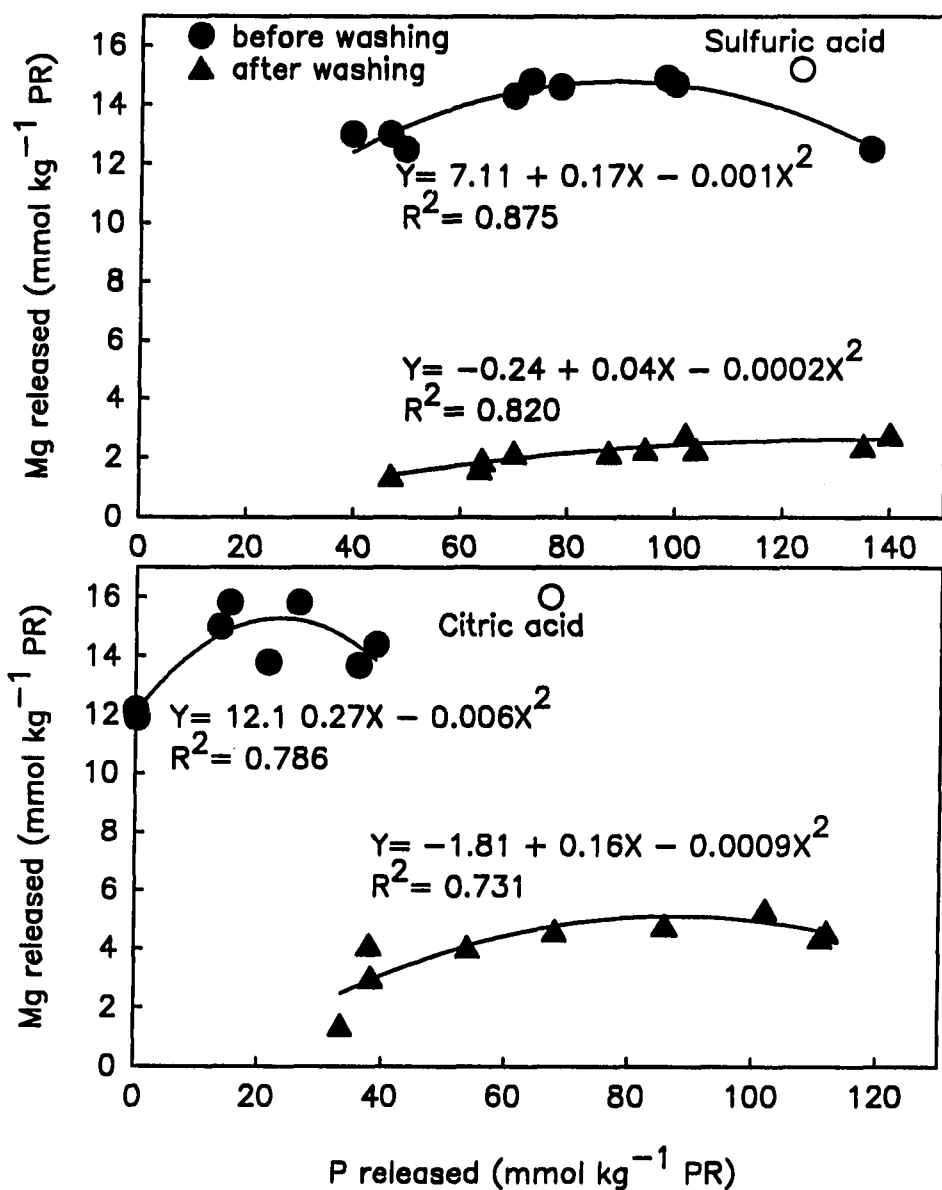 before washing
after washing
Sulfuric acid
Y= 7.11 + 0.17X − 0.001X²
R²= 0.875
Y= −0.24 + 0.04X − 0.0002X²
R²= 0.820
Mg released (mmol kg⁻¹ PR)
16
14
12
10
8
6
4
2
0
0 20 40 60 80 100 120 140
Citric acid
Y= 12.1 0.27X − 0.006X²
R²= 0.786
Y= −1.81 + 0.16X − 0.0009X²
R²= 0.731
Mg released (mmol kg⁻¹ PR)
16
14
12
10
8
6
4
2
0
0 20 40 60 80 100 120
P released (mmol kg⁻¹ PR)